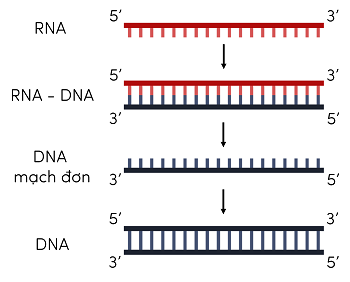 5’ 3’
RNA
5’ 3’
RNA - DNA
3’ 5’
DNA
mạch đơn
3’ 5’
5’ 3’
DNA
3’ 5’